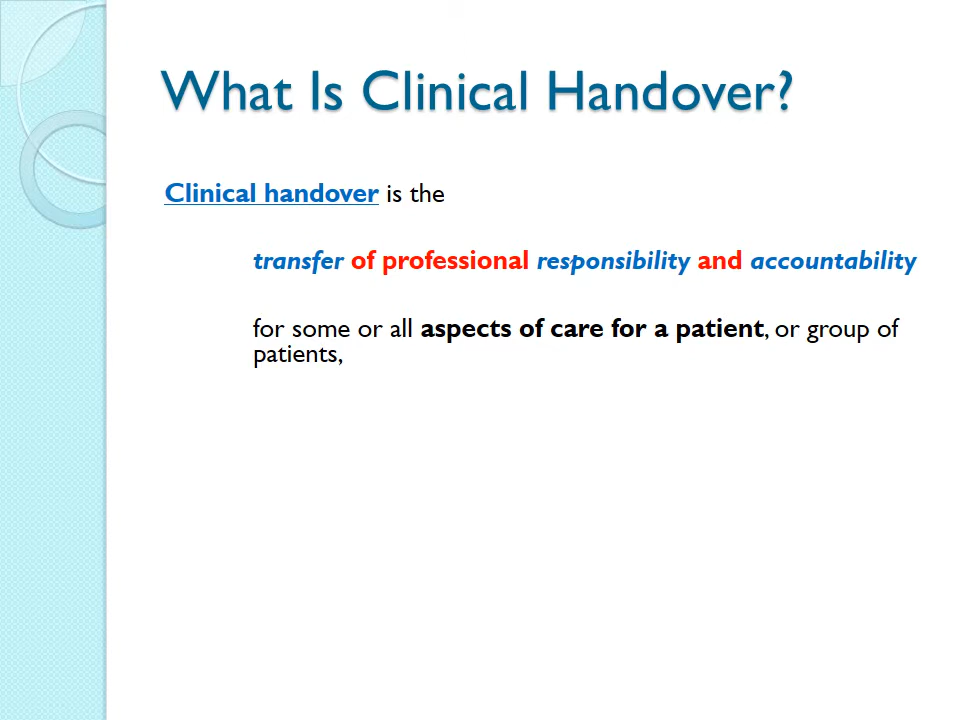 What Is Clinical Handover?
Clinical handover is the
transfer of professional responsibility and accountability
for some or all aspects of care for a patient, or group of
patients,